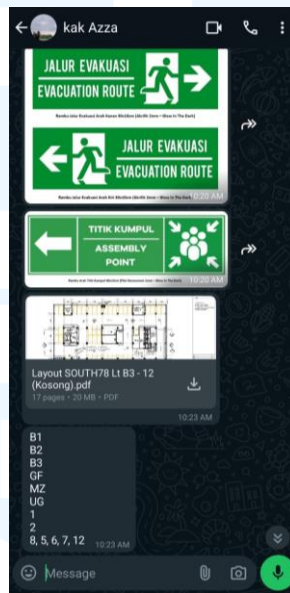 kak Azza
JALUR EVAKUASI
EVACUATION ROUTE
10:20 AM
JALUR EVAKUASI
EVACUATION ROUTE
TITIK KUMPUL
ASSEMBLY
POINT
10:20 AM
Layout SOUTH78 Lt B3 - 12
(Kosong).pdf
17 pages • 20 MB • PDF
10:23 AM
B1
B2
B3
GF
MZ
UG
1
2
8, 5, 6, 7, 12 10:23 AM
Message